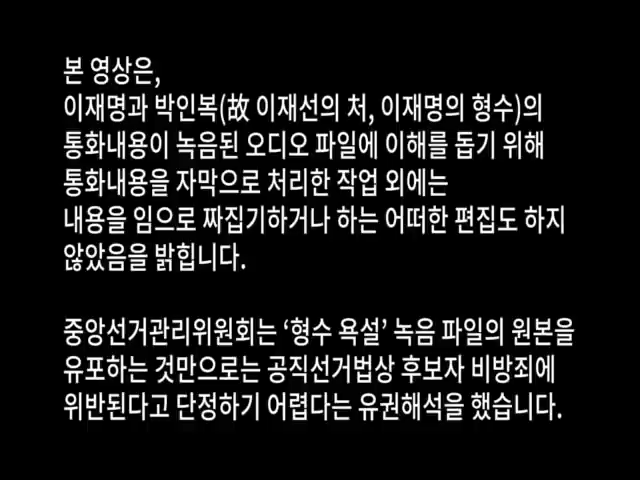 본 영상은,
이재명과 박인복(故 이재선의 처, 이재명의 형수)의
통화내용이 녹음된 오디오 파일에 이해를 돕기 위해
통화내용을 자막으로 처리한 작업 외에는
내용을 임으로 짜집기하거나 하는 어떠한 편집도 하지
않았음을 밝힙니다.
중앙선거관리위원회는 ‘형수 욕설’ 녹음 파일의 원본을
유포하는 것만으로는 공직선거법상 후보자 비방죄에
위반된다고 단정하기 어렵다는 유권해석을 했습니다.